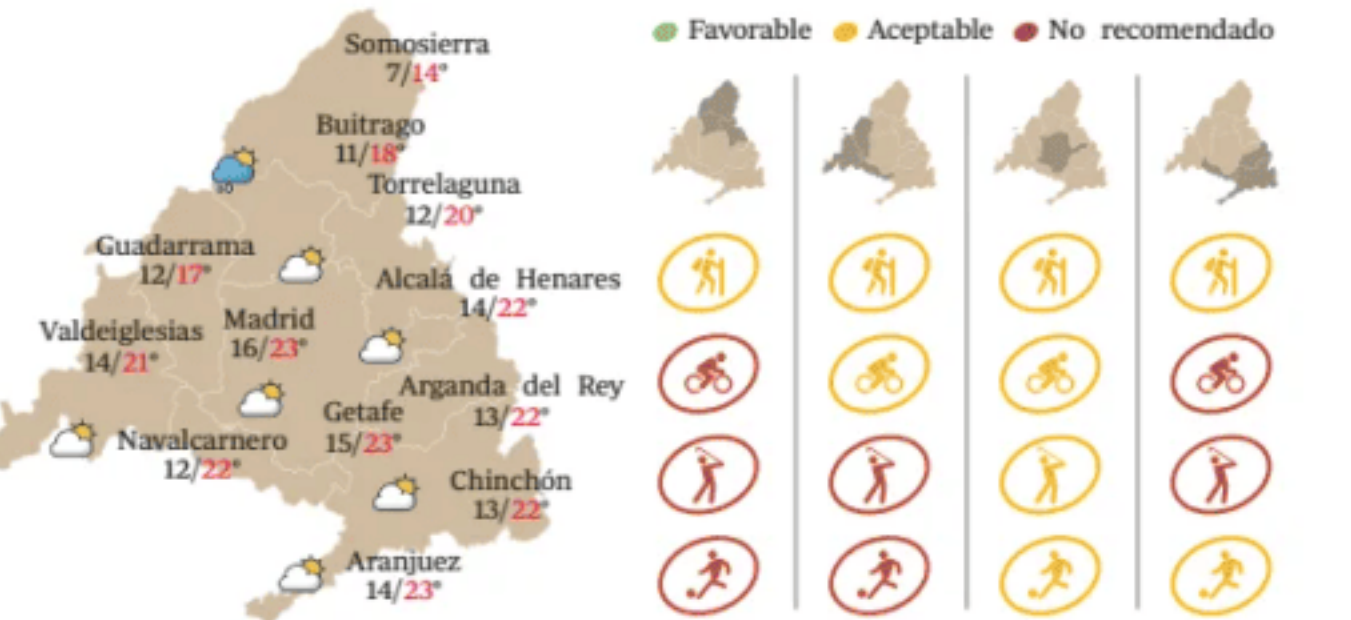 Favorable Aceptable No recomendado
Somosierra
7/14°
Buitrago
11/18°
Torrelaguna
12/20°
Guadarrama
12/17°
Alcalá de Henares
14/22°
Valdeiglesias
14/21°
Madrid
16/23°
Arganda del Rey
13/22°
Getafe
15/23°
Navalcarnero
12/22°
Chinchón
13/22°
Aranjuez
14/23°